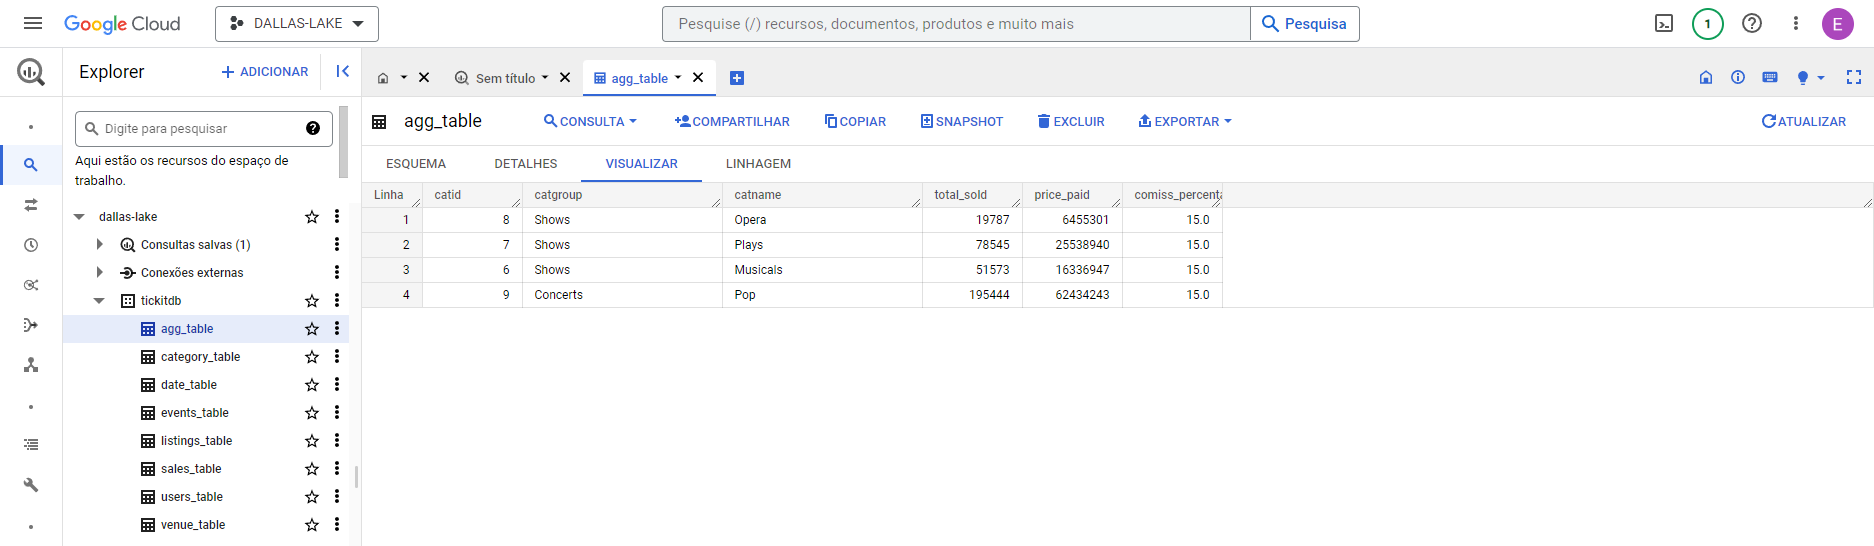 Google Cloud
DALLAS-LAKE
Pesquise (/) recursos, documentos, produtos e muito mais
Pesquisa
1
E
Explorer
ADICIONAR
Sem título
agg_table
Digite para pesquisar
Aqui estão os recursos do espaço de
trabalho.
dallas-lake
Consultas salvas (1)
Conexões externas
tickitdb
agg_table
category_table
date_table
events_table
listings_table
sales_table
users_table
venue_table
agg_table
CONSULTA
COMPARTILHAR
COPIAR
SNAPSHOT
EXCLUIR
EXPORTAR
ATUALIZAR
ESQUEMA DETALHES VISUALIZAR LINHAGEM
Linha catid catgroup catname total_sold price_paid comiss_percenta
1 8 Shows Opera 19787 6455301 15.0
2 7 Shows Plays 78545 25538940 15.0
3 6 Shows Musicals 51573 16336947 15.0
4 9 Concerts Pop 195444 62434243 15.0